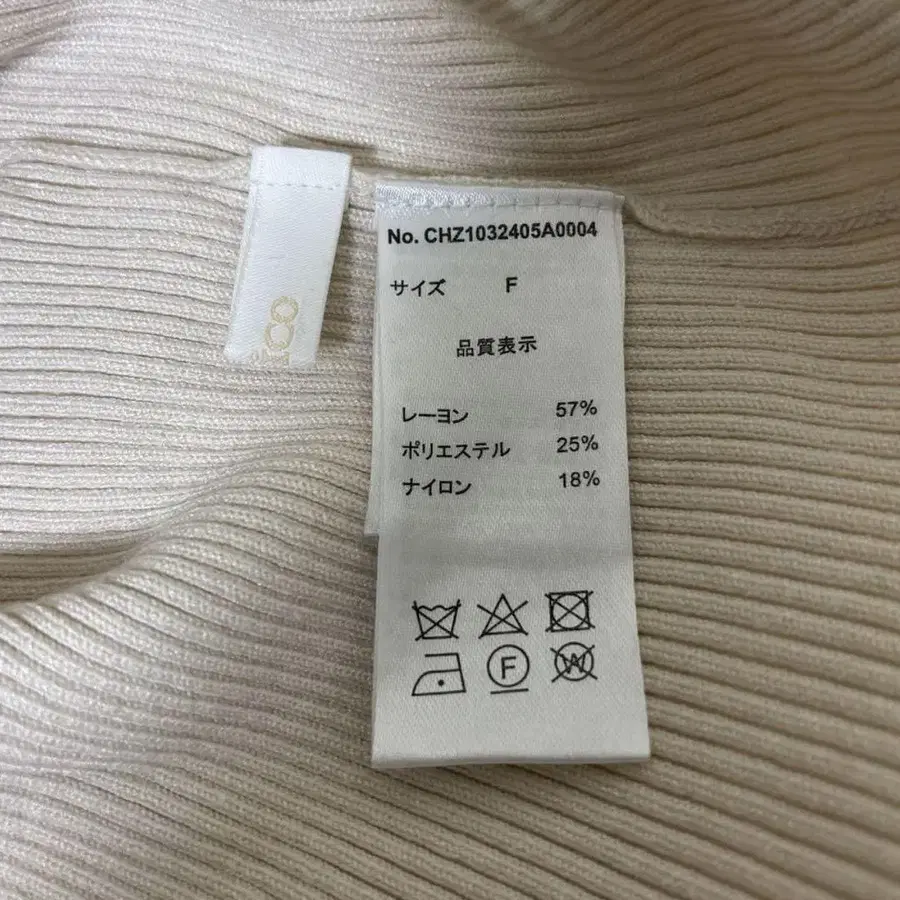 No. CHZ1032405A0004
サイズ F
品質表示
レーヨン 57%
ポリエステル 25%
ナイロン 18%
F
W